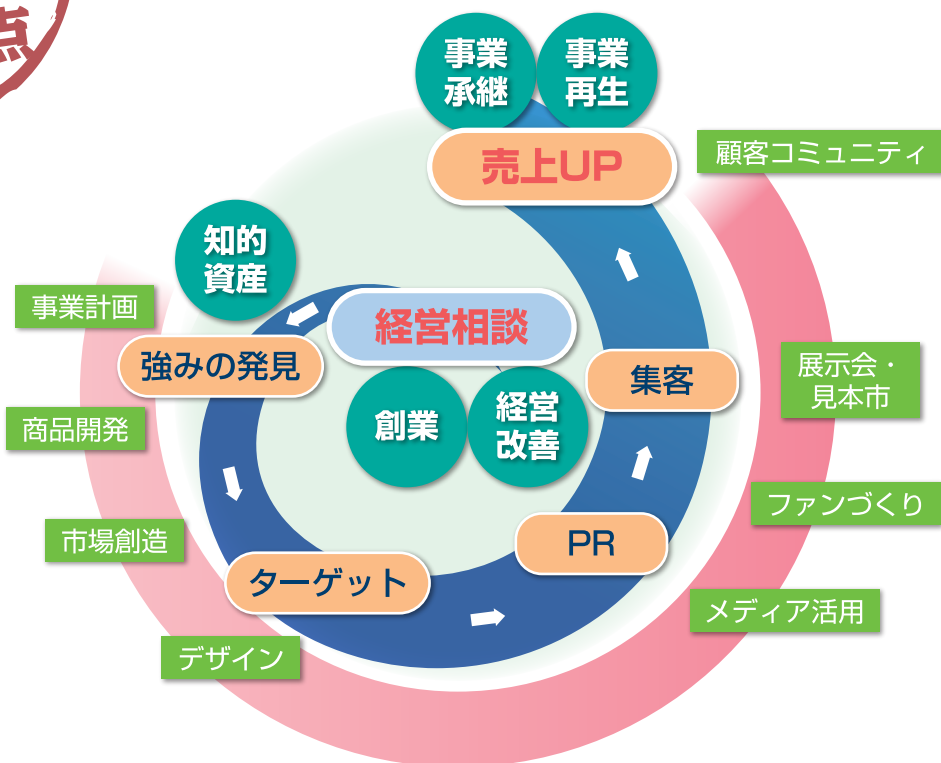 点
事業
承継
事業
再生
売上UP
顧客コミュニティ
知的
資産
事業計画
経営相談
強みの発見
集客
展示会・
見本市
創業
経営
改善
商品開発
ファンづくり
市場創造
PR
ターゲット
メディア活用
デザイン